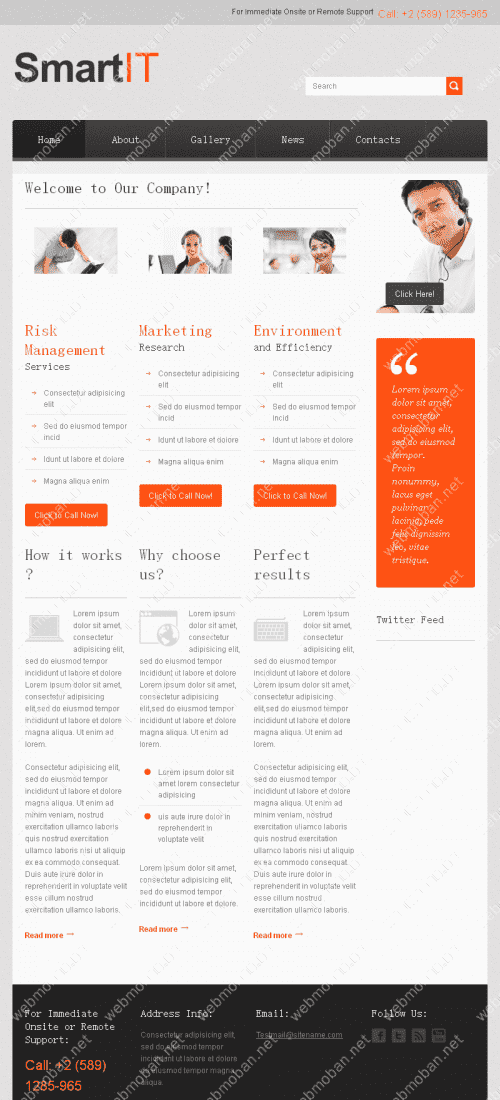 For Immediate Onsite or Remote Support Call: +2 (589) 1285-965
SmartIT
Search
Home About Gallery News Contacts
Welcome to Our Company!
Click Here!
Risk
Management
Services
Consectetur adipisicing
elit
Sed do eiusmod tempor
incid
Idunt ut labore et dolore
Magna aliqua enim
Click to Call Now!
Marketing
Research
Consectetur adipisicing
elit
Sed do eiusmod tempor
incid
Idunt ut labore et dolore
Magna aliqua enim
Click to Call Now!
Environment
and Efficiency
Consectetur adipisicing
elit
Sed do eiusmod tempor
incid
Idunt ut labore et dolore
Magna aliqua enim
Click to Call Now!
“
Lorem ipsum
dolor sit amet,
consectetur
adipisicing elit,
sed do eiusmod
tempor.
Proin
nonummy,
lacus eget
pulvinar
lacinia, pede
felis dignissim
leo, vitae
tristique.
Twitter Feed
How it works
?
Lorem ipsum
dolor sit amet,
consectetur
adipisicing elit,
sed do eiusmod tempor
incididunt ut labore et dolore
Lorem ipsum dolor sit amet,
consectetur adipisicing
elit,sed do eiusmod tempor
incididunt ut labore et dolore
magna aliqua. Ut enim ad
lorem.
Consectetur adipisicing elit,
sed do eiusmod tempor
incididunt ut labore et dolore
magna aliqua. Ut enim ad
minim veniam, nostrud
exercitation ullamco laboris
quis nostrud exercitation
ullamco laboris nisi ut aliquip
ex ea commodo consequat.
Duis aute irure dolor in
reprehenderit in voluptate velit
esse cillum nostrud
exercitation ullamco laboris.
Read more →
Why choose
us?
Lorem ipsum
dolor sit amet,
consectetur
adipisicing elit,
sed do eiusmod tempor
incididunt ut labore et dolore
Lorem ipsum dolor sit amet,
consectetur adipisicing
elit,sed do eiusmod tempor
incididunt ut labore et dolore
magna aliqua. Ut enim ad
lorem.
Lorem ipsum dolor sit
amet lorem consectetur
adipisicing
uis aute irure dolor in
reprehenderit in
voluptate velit
Lorem ipsum dolor sit amet,
consectetur adipisicing elit,
sed do eiusmod tempor
incididunt ut labore et dolore.
Read more →
Perfect
results
Lorem ipsum
dolor sit amet,
consectetur
adipisicing elit,
sed do eiusmod tempor
incididunt ut labore et dolore
Lorem ipsum dolor sit amet,
consectetur adipisicing
elit,sed do eiusmod tempor
incididunt ut labore et dolore
magna aliqua. Ut enim ad
lorem.
Consectetur adipisicing elit,
sed do eiusmod tempor
incididunt ut labore et dolore
magna aliqua. Ut enim ad
minim veniam, nostrud
exercitation ullamco laboris
quis nostrud exercitation
ullamco laboris nisi ut aliquip
ex ea commodo consequat.
Duis aute irure dolor in
reprehenderit in voluptate velit
esse cillum nostrud
exercitation ullamco laboris.
Read more →
For Immediate
Onsite or Remote
Support:
Call: +2 (589)
1285-965
Address Info:
Consectetur adipisicing elit,
sed do eiusmod tempor
incididunt ut labore et dolore
magna aliqua. Ut enim ad
aliqua.
Email:
Testmail@sitename.com
Follow Us:
webmoban.net